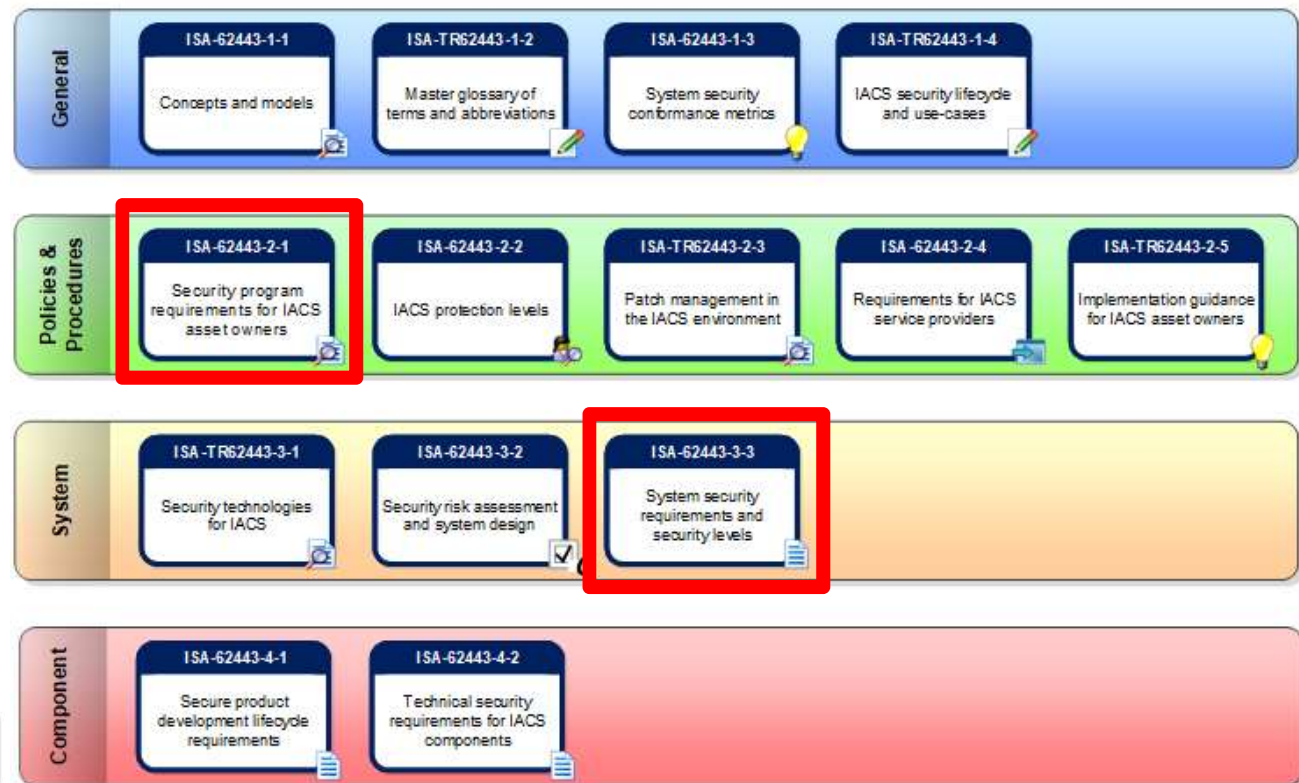 General
ISA-62443-1-1
Concepts and models
ISA-TR62443-1-2
Master glossary of
terms and abbreviations
ISA-62443-1-3
System security
conformance metrics
ISA-TR62443-1-4
IACS security lifecycle
and use-cases
Policies &
Procedures
ISA-62443-2-1
Security program
requirements for IACS
asset owners
ISA-62443-2-2
IACS protection levels
ISA-TR62443-2-3
Patch management in
the IACS environment
ISA-62443-2-4
Requirements for IACS
service providers
ISA-TR62443-2-5
Implementation guidance
for IACS asset owners
System
ISA-TR62443-3-1
Security technologies
for IACS
ISA-62443-3-2
Security risk assessment
and system design
ISA-62443-3-3
System security
requirements and
security levels
Component
ISA-62443-4-1
Secure product
development lifecycle
requirements
ISA-62443-4-2
Technical security
requirements for IACS
components